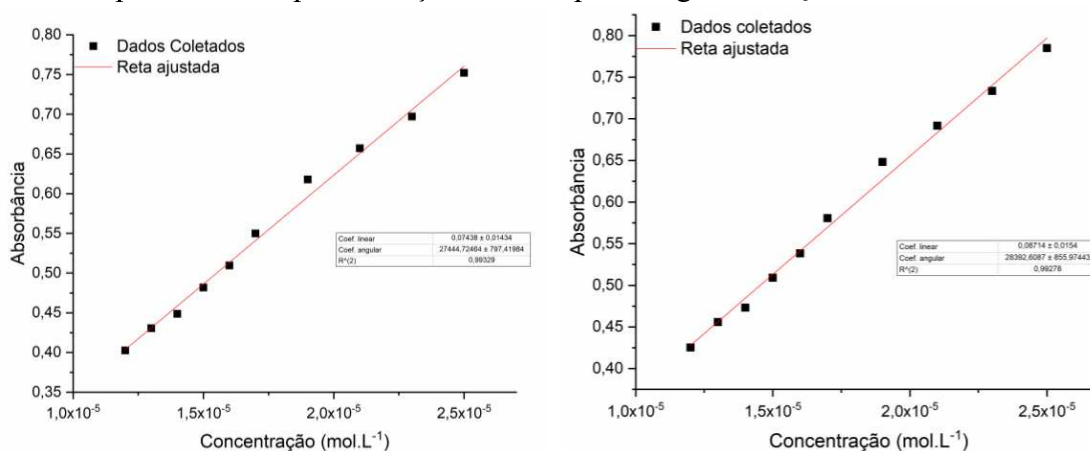 Dados Coletados
Reta ajustada
0,80
0,75
0,70
0,65
0,60
0,55
0,50
0,45
0,40
0,35
Absorbância
Coef. linear 0,07438 ± 0,01434
Coef. angular 27444,72464 ± 797,41984
R^(2) 0,99329
1,0x10⁻⁵ 1,5x10⁻⁵ 2,0x10⁻⁵ 2,5x10⁻⁵
Concentração (mol.L⁻¹)
Dados coletados
Reta ajustada
0,80
0,75
0,70
0,65
0,60
0,55
0,50
0,45
0,40
Absorbância
Coef. linear 0,08714 ± 0,0154
Coef. angular 28392,6087 ± 855,97443
R^(2) 0,99278
1,0x10⁻⁵ 1,5x10⁻⁵ 2,0x10⁻⁵ 2,5x10⁻⁵
Concentração (mol.L⁻¹)